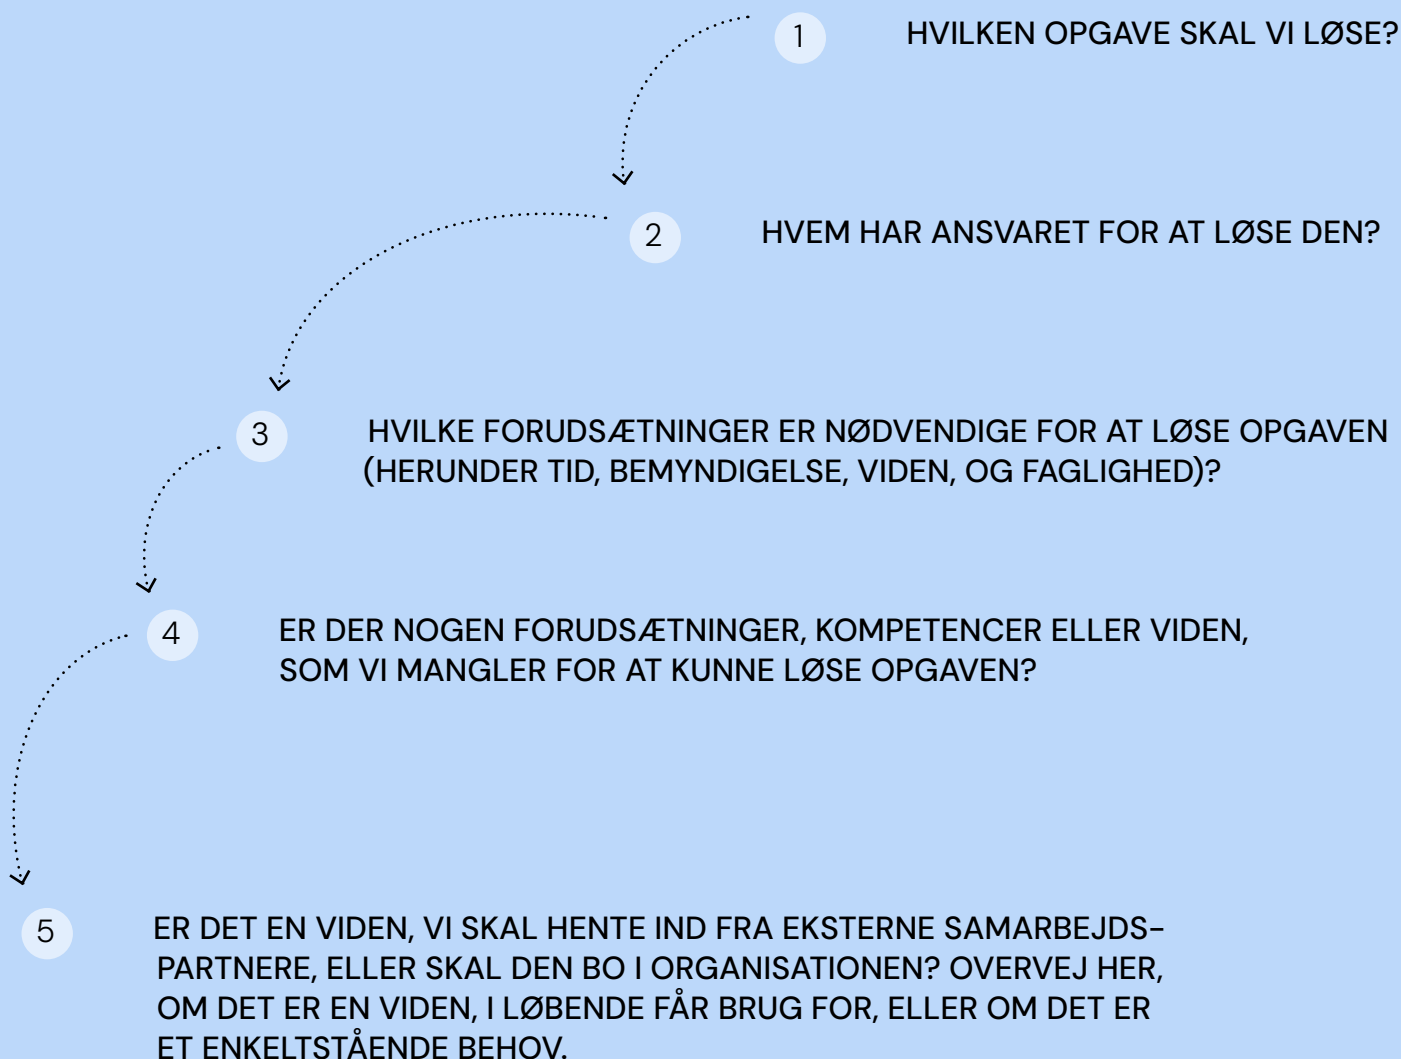 1
HVILKEN OPGAVE SKAL VI LØSE?
2
HVEM HAR ANSVARET FOR AT LØSE DEN?
3
HVILKE FORUDSÆTNINGER ER NØDVENDIGE FOR AT LØSE OPGAVEN
(HERUNDER TID, BEMYNDIGELSE, VIDEN, OG FAGLIGHED)?
4
ER DER NOGEN FORUDSÆTNINGER, KOMPETENCER ELLER VIDEN,
SOM VI MANGLER FOR AT KUNNE LØSE OPGAVEN?
5
ER DET EN VIDEN, VI SKAL HENTE IND FRA EKSTERNE SAMARBEJDS-
PARTNERE, ELLER SKAL DEN BO I ORGANISATIONEN? OVERVEJ HER,
OM DET ER EN VIDEN, I LØBENDE FÅR BRUG FOR, ELLER OM DET ER
ET ENKELTSTÅENDE BEHOV.